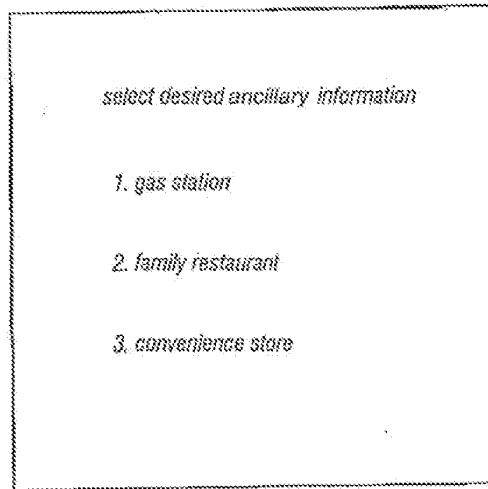 select desired ancillary information
1. gas station
2. family restaurant
3. convenience store